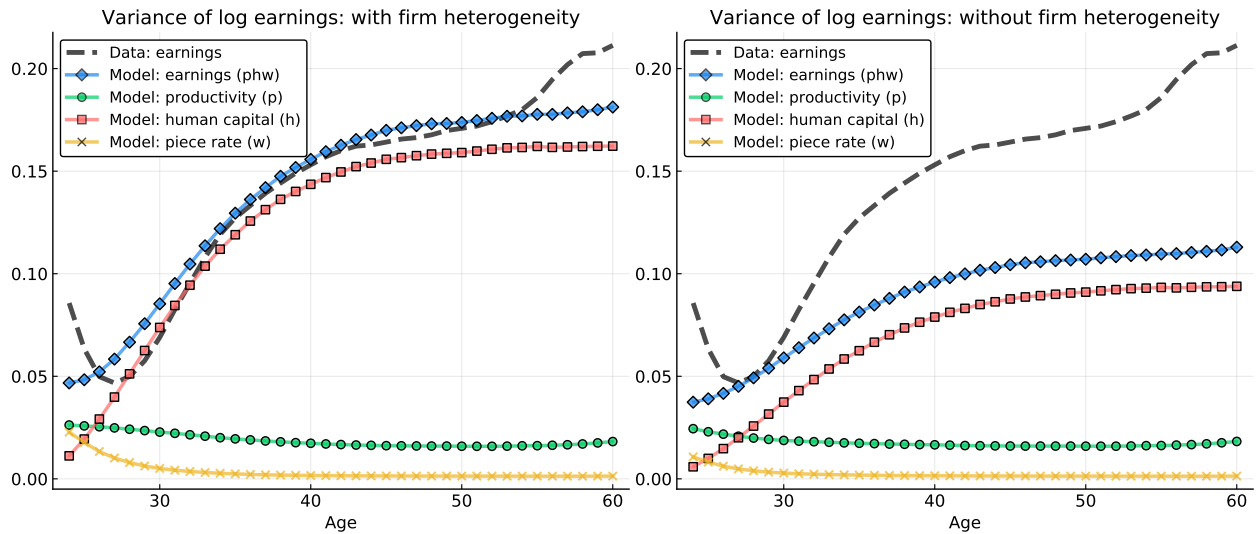 Variance of log earnings: with firm heterogeneity
Data: earnings
Model: earnings (phw)
Model: productivity (p)
Model: human capital (h)
Model: piece rate (w)
0.20
0.15
0.10
0.05
0.00
30
40
50
60
Age
Variance of log earnings: without firm heterogeneity
Data: earnings
Model: earnings (phw)
Model: productivity (p)
Model: human capital (h)
Model: piece rate (w)
0.20
0.15
0.10
0.05
0.00
30
40
50
60
Age